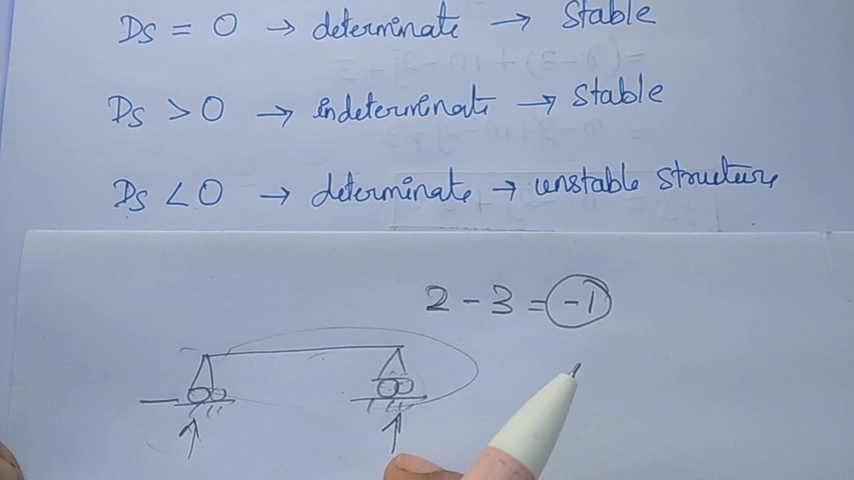 Ds = 0 → determinate → Stable
Ds > 0 → indeterminate → Stable
Ds < 0 → determinate → unstable structure
2 - 3 = -1